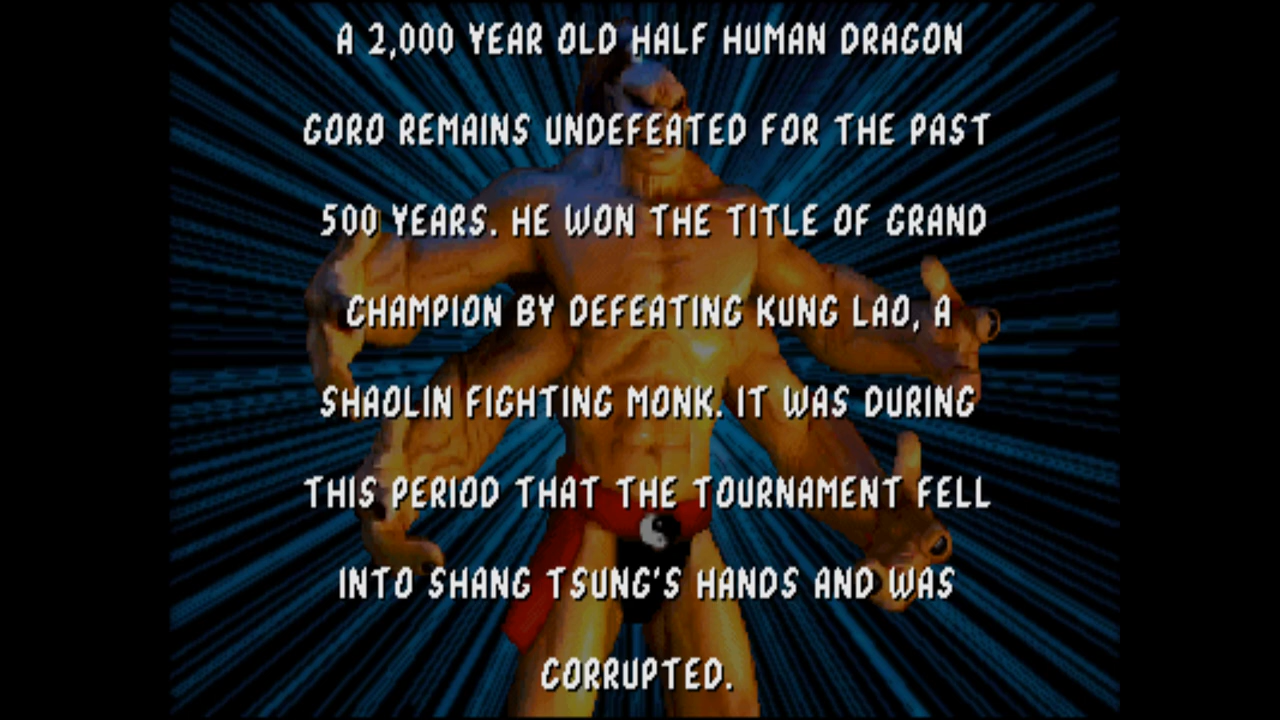 A 2,000 YEAR OLD HALF HUMAN DRAGON
GORO REMAINS UNDEFEATED FOR THE PAST
500 YEARS. HE WON THE TITLE OF GRAND
CHAMPION BY DEFEATING KUNG LAO, A
SHAOLIN FIGHTING MONK. IT WAS DURING
THIS PERIOD THAT THE TOURNAMENT FELL
INTO SHANG TSUNG'S HANDS AND WAS
CORRUPTED.